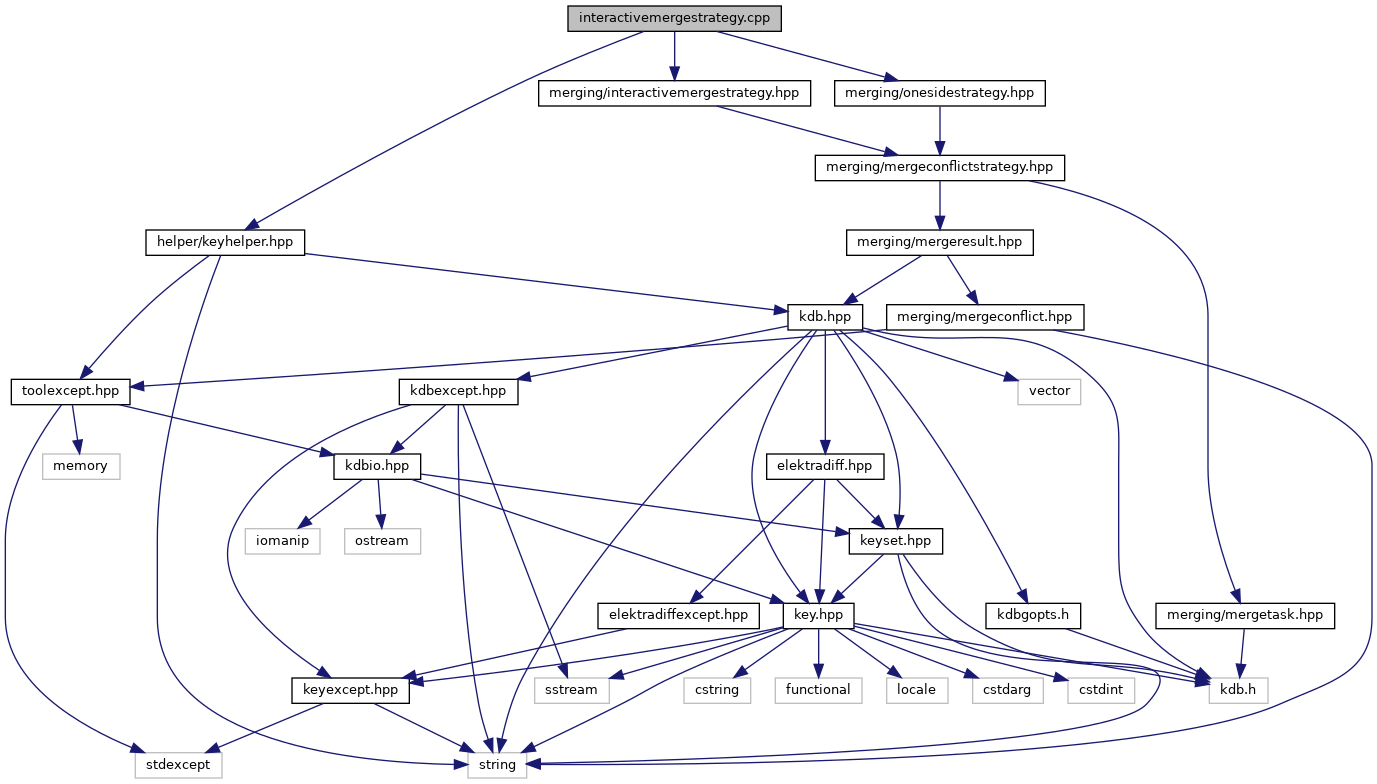 interactivemergestrategy.cpp
merging/interactivemergestrategy.hpp
merging/onesidestrategy.hpp
merging/mergeconflictstrategy.hpp
helper/keyhelper.hpp
merging/mergeresult.hpp
kdb.hpp
merging/mergeconflict.hpp
toolexcept.hpp
kdbexcept.hpp
vector
memory
kdbio.hpp
elektradiff.hpp
iomanip
ostream
keyset.hpp
elektradiffexcept.hpp
key.hpp
kdbgopts.h
merging/mergetask.hpp
keyexcept.hpp
sstream
cstring
functional
locale
cstdarg
cstdint
kdb.h
stdexcept
string